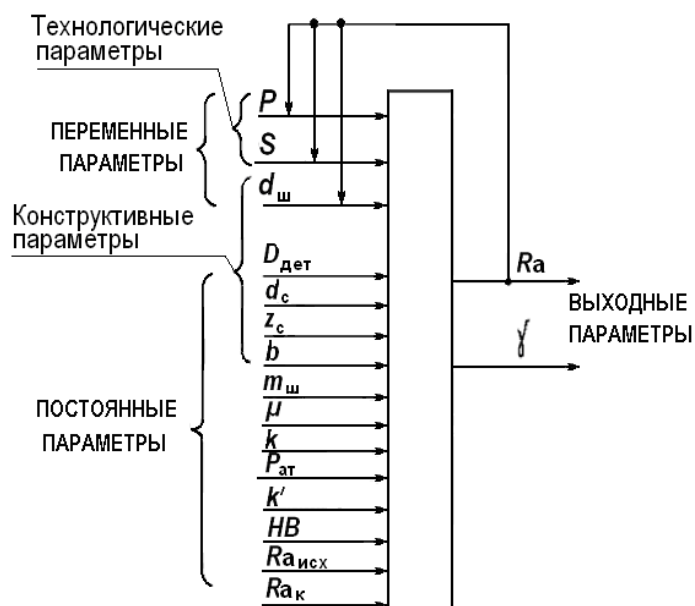 Технологические
параметры
P
ПЕРЕМЕННЫЕ
ПАРАМЕТРЫ
S
dш
Конструктивные
параметры
Dдет
Ra
dс
ВЫХОДНЫЕ
ПАРАМЕТРЫ
zс
γ
b
mш
ПОСТОЯННЫЕ
ПАРАМЕТРЫ
μ
k
Pат
k'
HB
Raисх
Raк